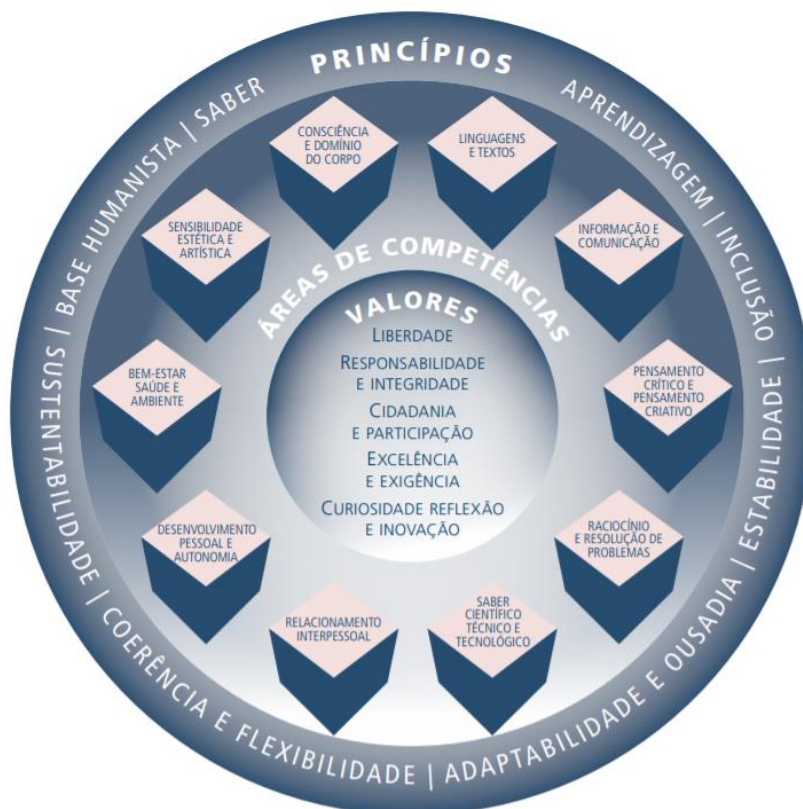 PRINCÍPIOS
APRENDIZAGEM | INCLUSÃO | ESTABILIDADE | ADAPTABILIDADE E OUSADIA | COERÊNCIA E FLEXIBILIDADE | SUSTENTABILIDADE | BASE HUMANISTA | SABER
LINGUAGENS
E TEXTOS
INFORMAÇÃO E
COMUNICAÇÃO
PENSAMENTO
CRÍTICO E
PENSAMENTO
CRIATIVO
RACIOCÍNIO
E RESOLUÇÃO DE
PROBLEMAS
SABER
CIENTÍFICO
TÉCNICO E
TECNOLÓGICO
RELACIONAMENTO
INTERPESSOAL
DESENVOLVIMENTO
PESSOAL E
AUTONOMIA
BEM-ESTAR
SAÚDE E
AMBIENTE
SENSIBILIDADE
ESTÉTICA E
ARTÍSTICA
CONSCIÊNCIA
E DOMÍNIO
DO CORPO
ÁREAS DE COMPETÊNCIAS
VALORES
LIBERDADE
RESPONSABILIDADE
E INTEGRIDADE
CIDADANIA
E PARTICIPAÇÃO
EXCELÊNCIA
E EXIGÊNCIA
CURIOSIDADE REFLEXÃO
E INOVAÇÃO